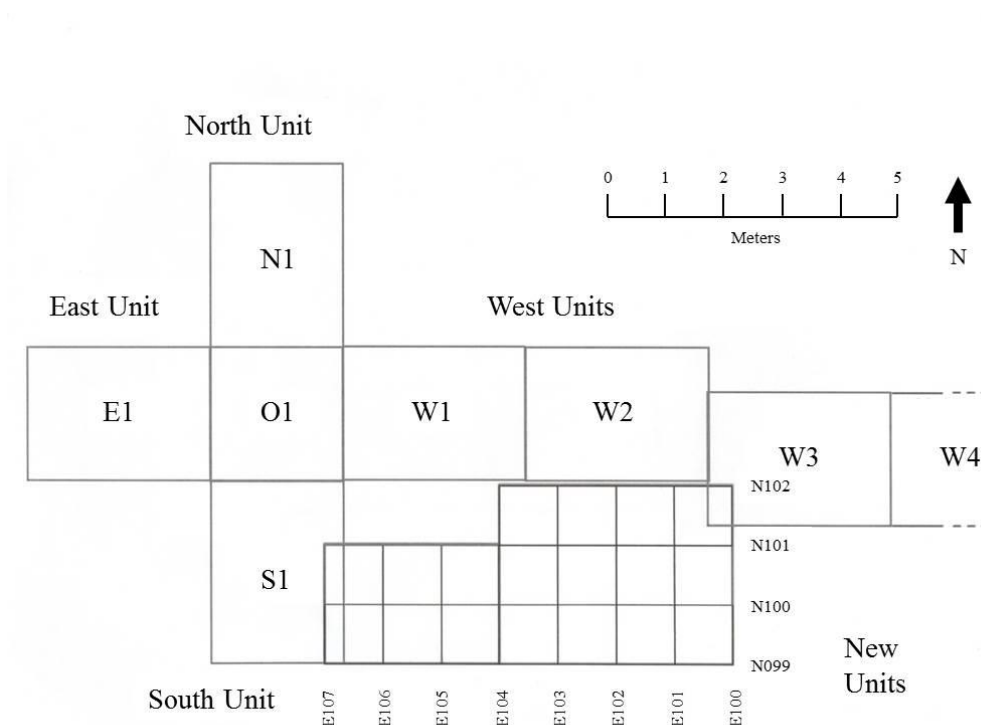 North Unit
0 1 2 3 4 5
Meters
N
N1
East Unit
West Units
E1
O1
W1
W2
W3
W4
N102
N101
S1
N100
N099
New
Units
South Unit
E107
E106
E105
E104
E103
E102
E101
E100